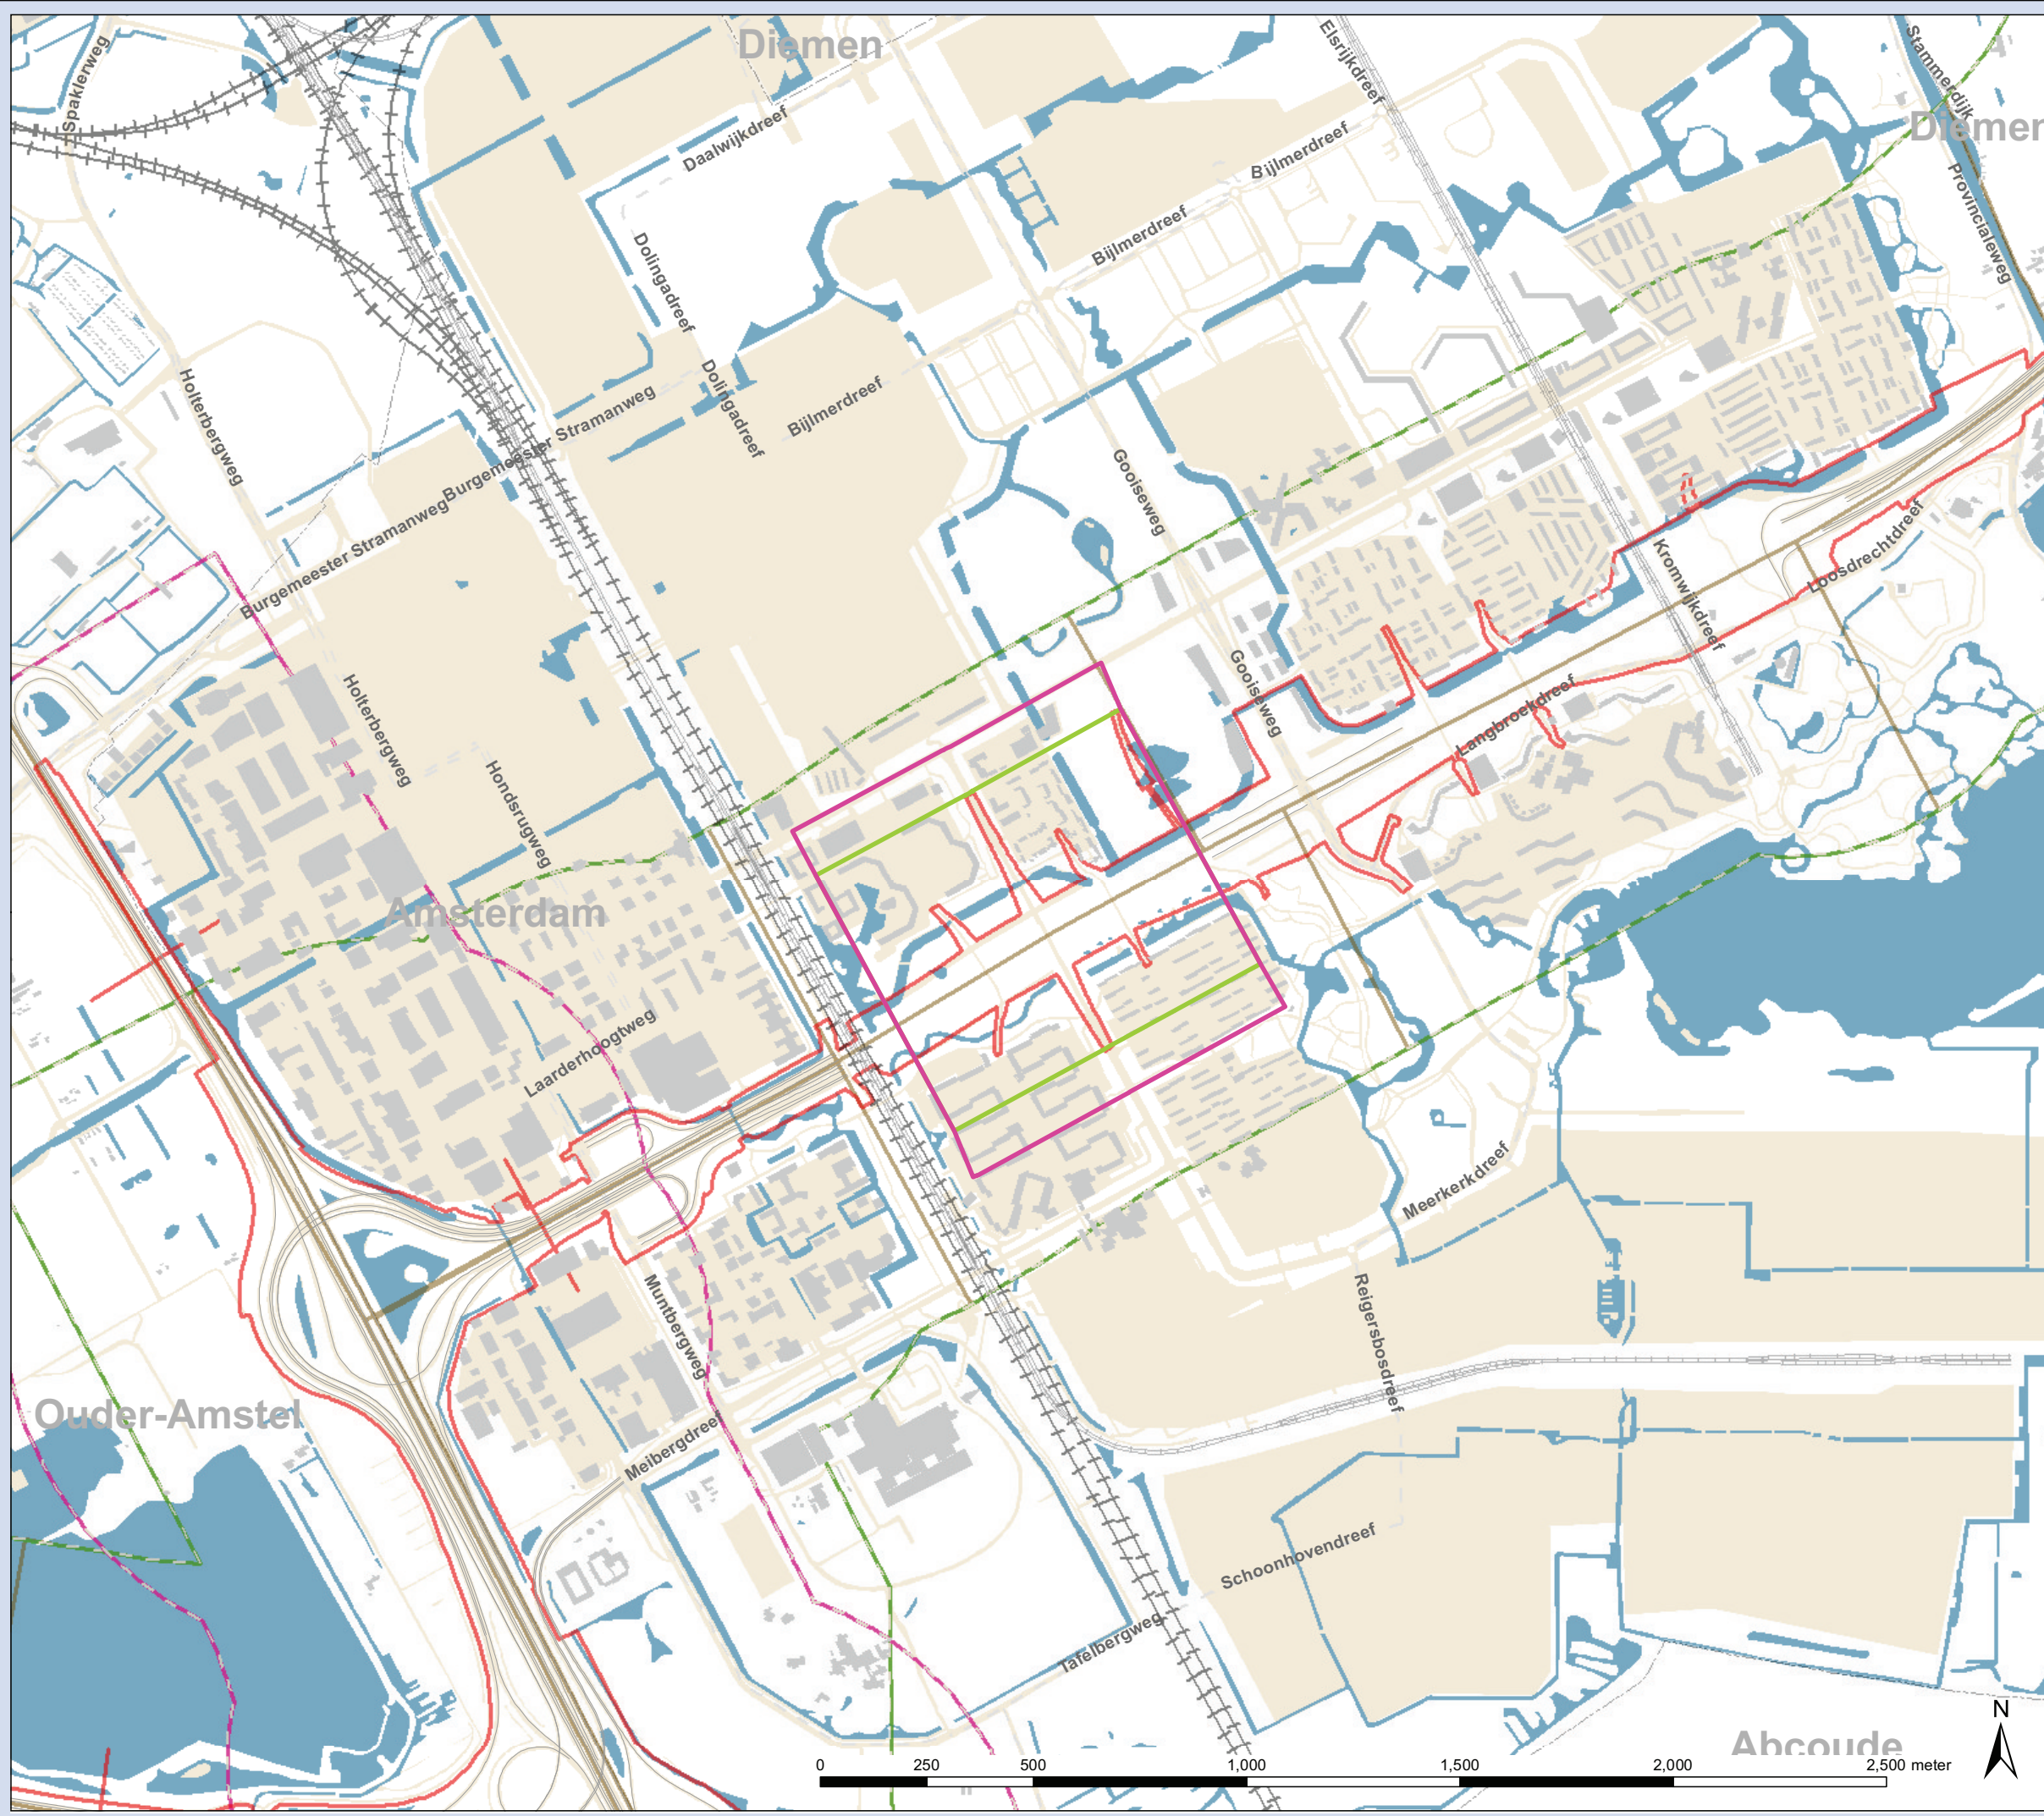 Diemen
Elsrijkdreef
Stammerdijk
Spaklerweg
Diemen
Daalwijkdreef
Bijlmerdreef
Provincialeweg
Bijlmerdreef
Dolingadreef
Holterbergweg
Dolingadreef
Burgemeester Stramanweg
Bijlmerdreef
Gooiseweg
Burgemeester Stramanweg
Loosdrechtdreef
Kromwijkdreef
Holterbergweg
Gooiseweg
Langbroekdreef
Hondsrugweg
Amsterdam
Laarderhoogtweg
Meerkerkdreef
Muntbergweg
Reigersbosdreef
Ouder-Amstel
Meibergdreef
Schoonhovendreef
Tafelbergweg
Abcoude
N
0 250 500 1,000 1,500 2,000 2,500 meter